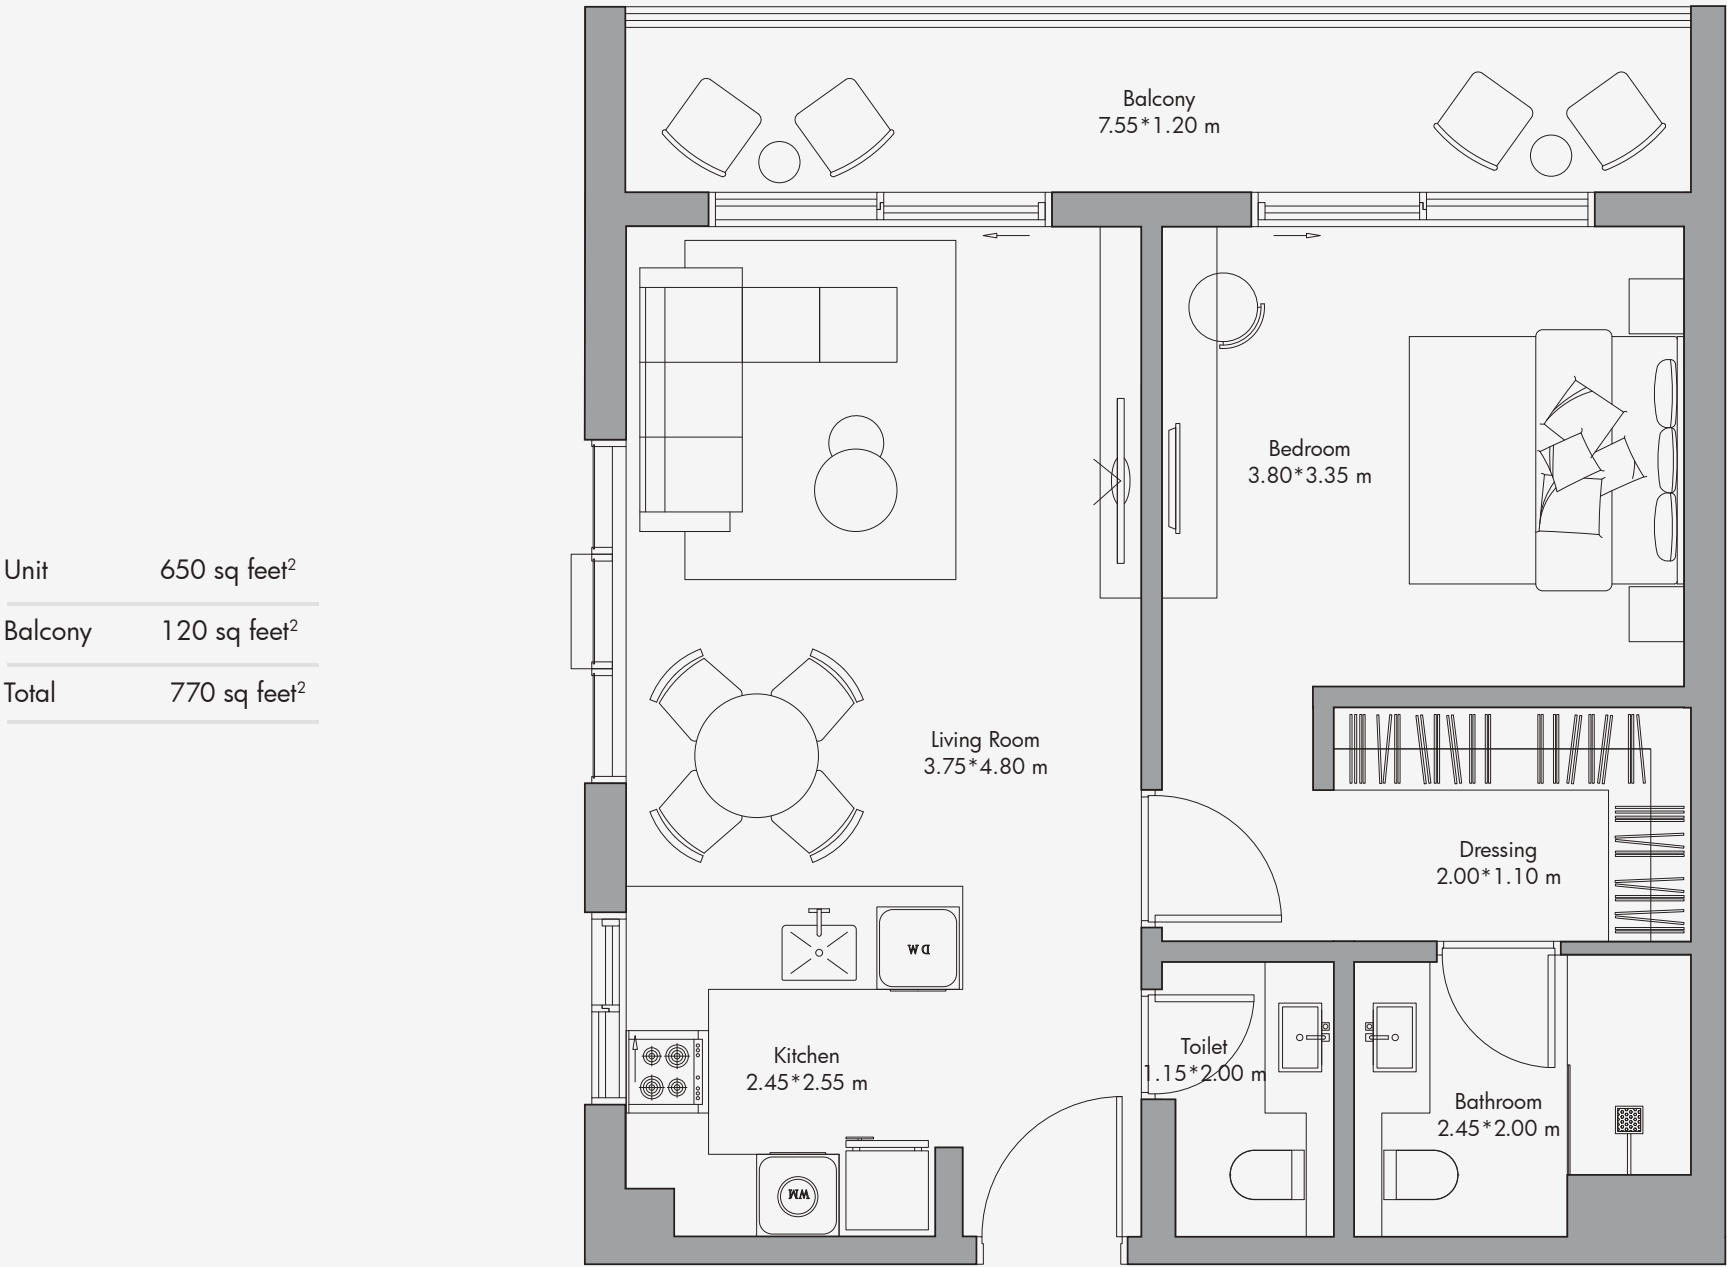 Balcony
7.55*1.20 m
Bedroom
3.80*3.35 m
Unit 650 sq feet²
Balcony 120 sq feet²
Total 770 sq feet²
Living Room
3.75*4.80 m
Dressing
2.00*1.10 m
DW
Kitchen
2.45*2.55 m
Toilet
1.15*2.00 m
Bathroom
2.45*2.00 m
WM